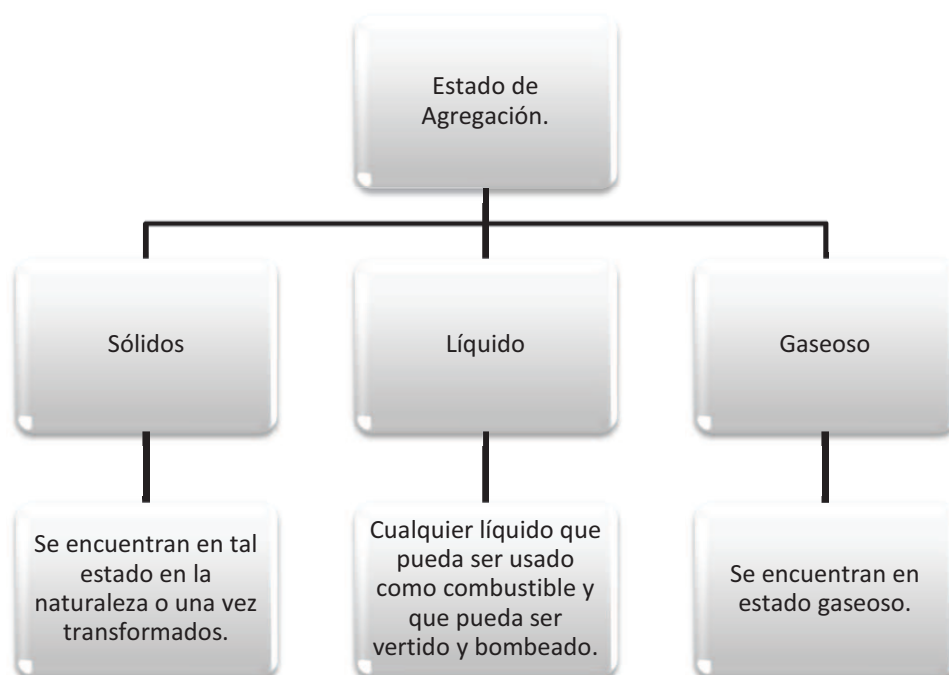 Estado de
Agregación.
Sólidos
Líquido
Gaseoso
Se encuentran en tal
estado en la
naturaleza o una vez
transformados.
Cualquier líquido que
pueda ser usado
como combustible y
que pueda ser
vertido y bombeado.
Se encuentran en
estado gaseoso.